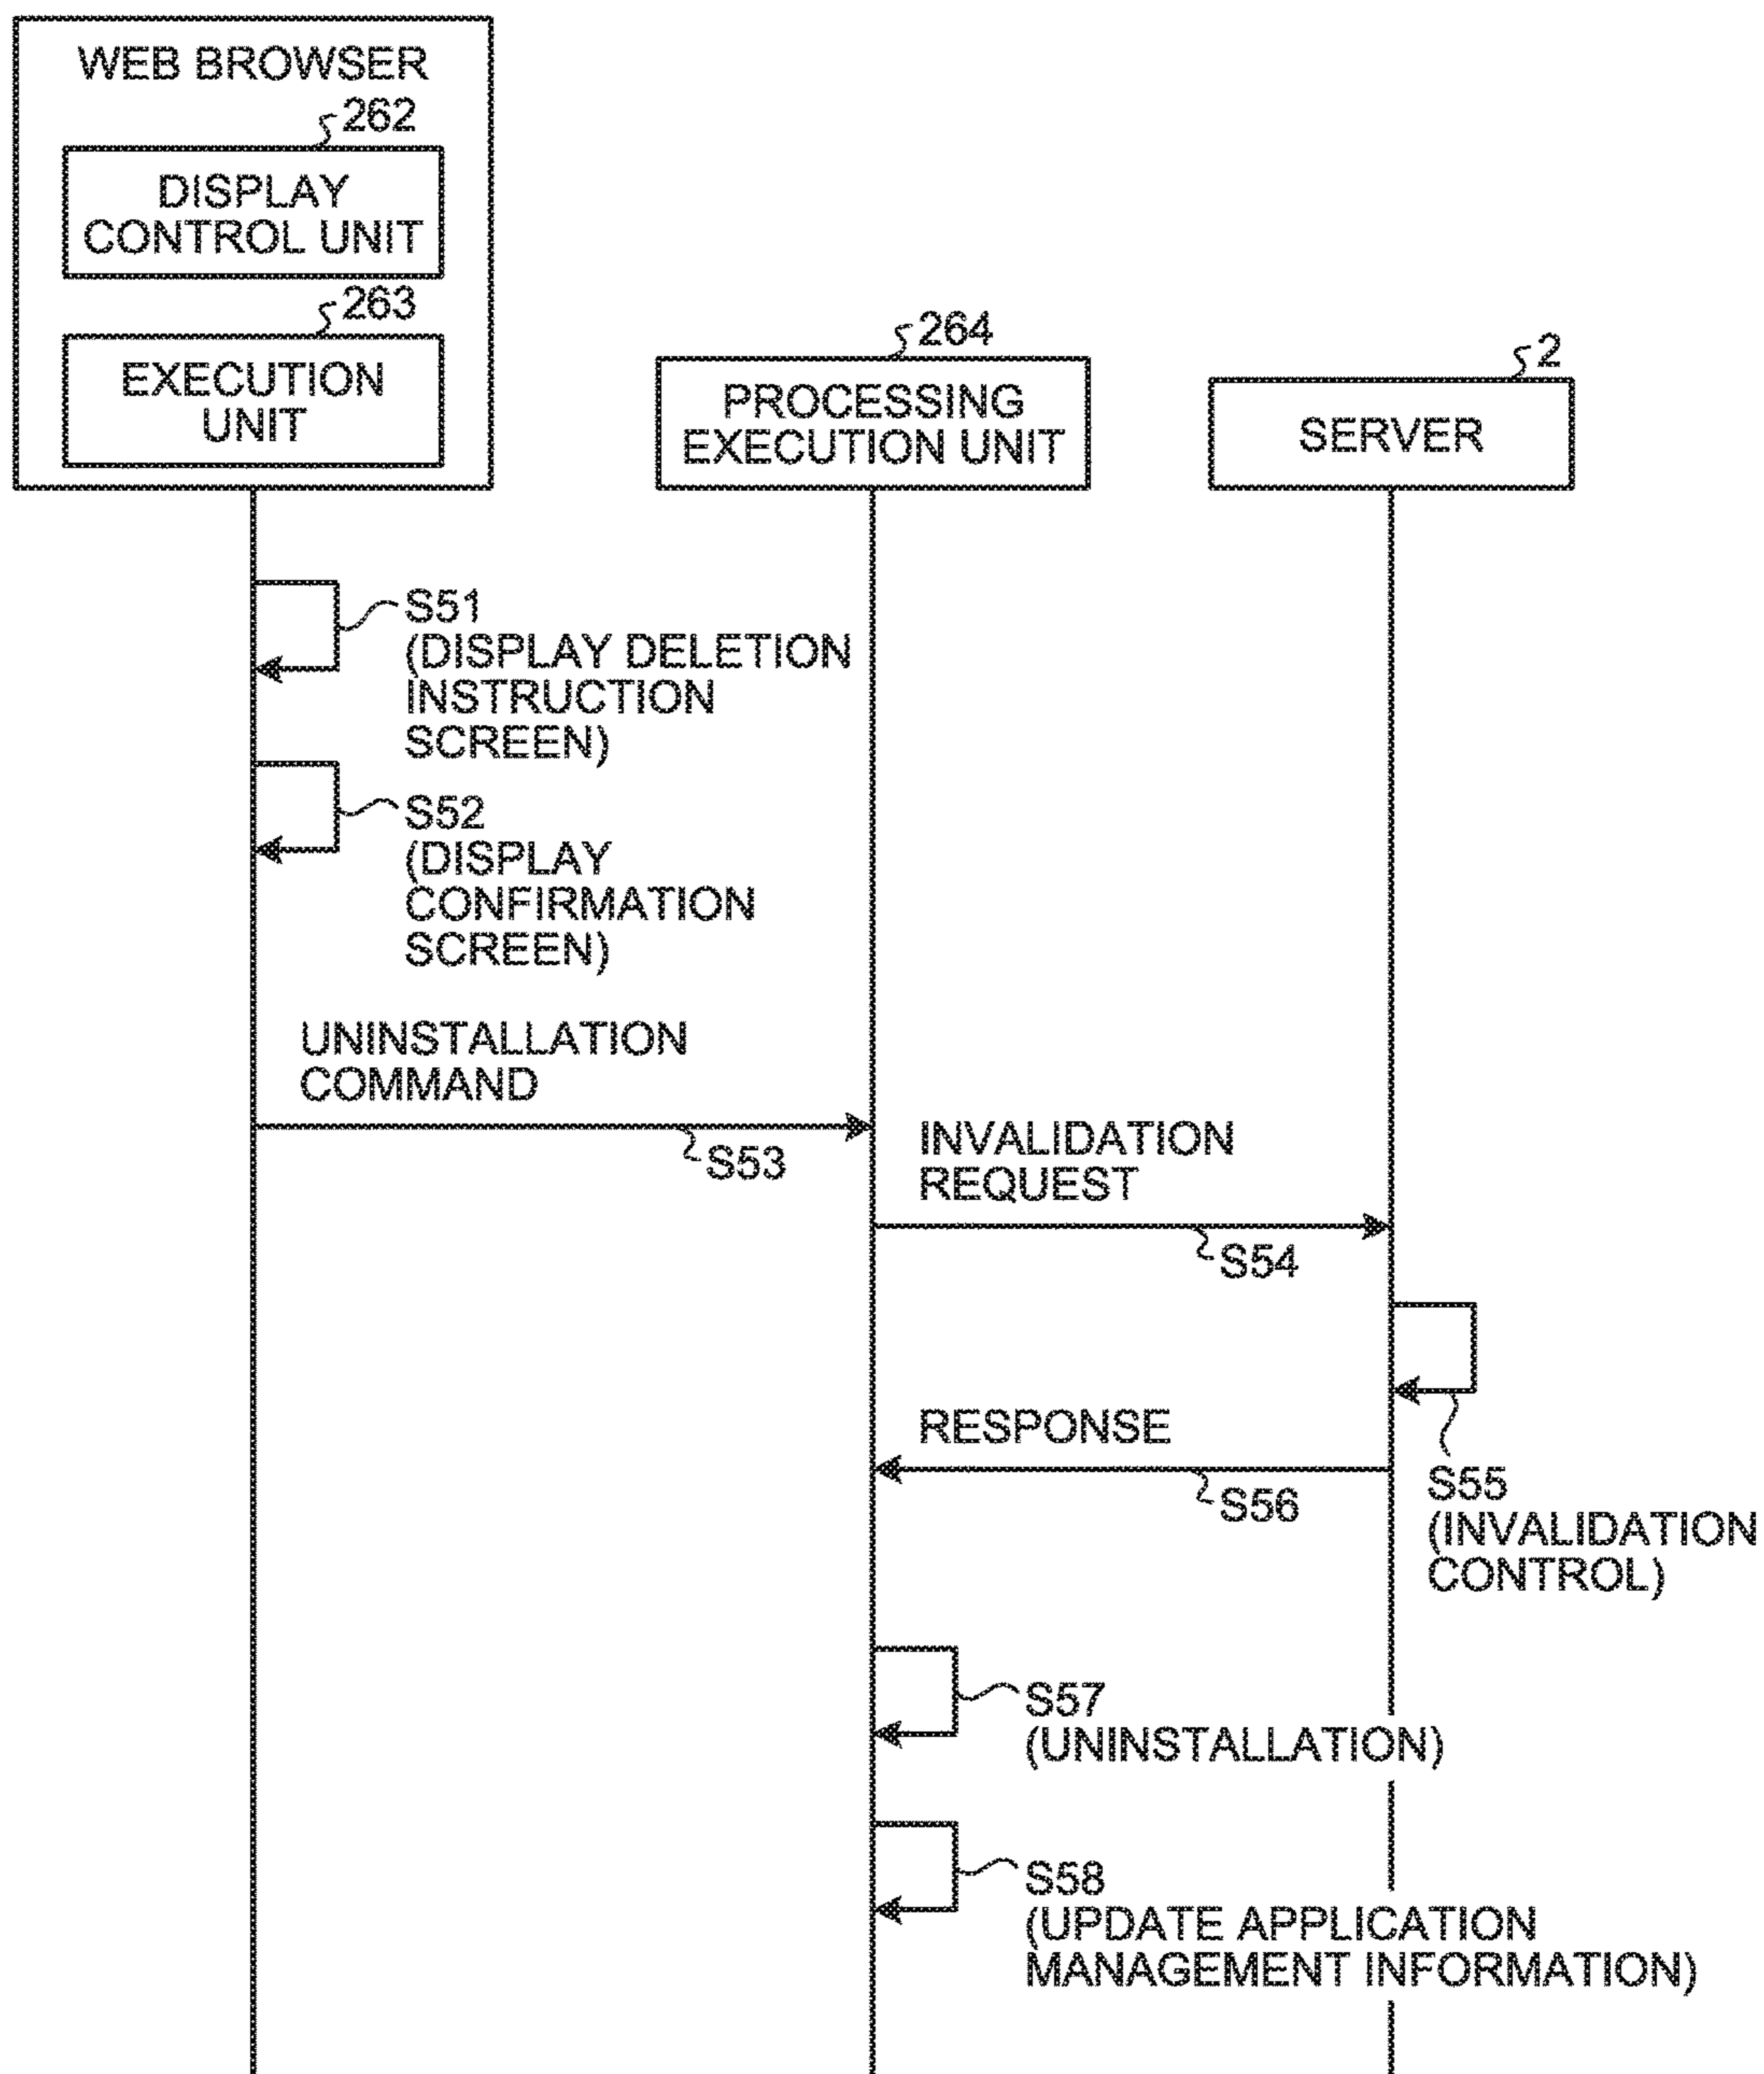 WEB BROWSER
262
DISPLAY
CONTROL UNIT
263
EXECUTION
UNIT
264
PROCESSING
EXECUTION UNIT
2
SERVER
S51
(DISPLAY DELETION
INSTRUCTION
SCREEN)
S52
(DISPLAY
CONFIRMATION
SCREEN)
UNINSTALLATION
COMMAND
S53
INVALIDATION
REQUEST
S54
S55
(INVALIDATION
CONTROL)
RESPONSE
S56
S57
(UNINSTALLATION)
S58
(UPDATE APPLICATION
MANAGEMENT INFORMATION)